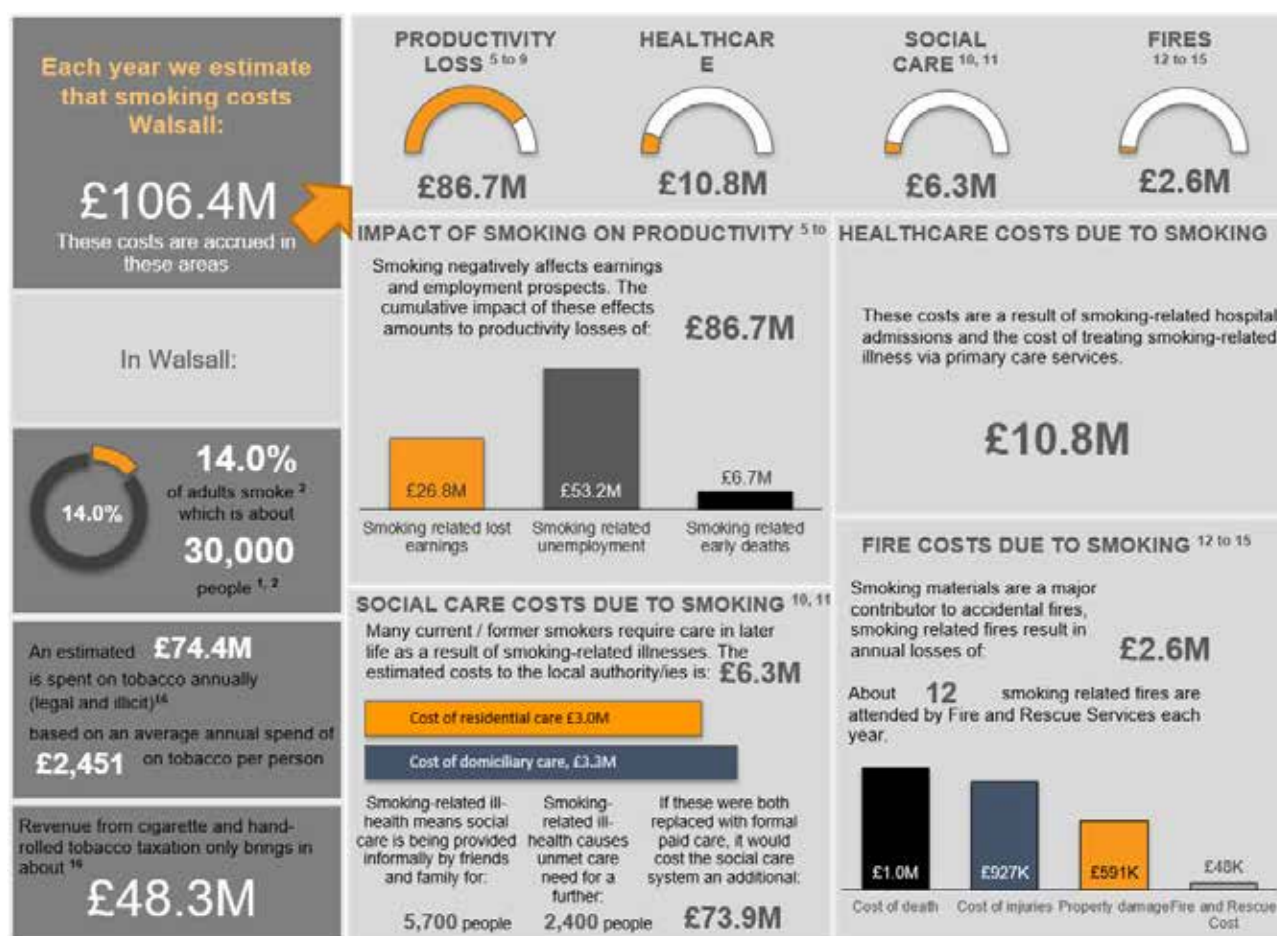 Each year we estimate
that smoking costs
Walsall:
£106.4M
These costs are accrued in
these areas
In Walsall:
14.0%
14.0%
of adults smoke 2
which is about
30,000
people 1, 2
An estimated £74.4M
is spent on tobacco annually
(legal and illicit)16
based on an average annual spend of
£2,451 on tobacco per person
Revenue from cigarette and hand-
rolled tobacco taxation only brings in
about 16
£48.3M
PRODUCTIVITY
LOSS 5 to 9
£86.7M
HEALTHCAR
E
£10.8M
SOCIAL
CARE 10, 11
£6.3M
FIRES
12 to 15
£2.6M
IMPACT OF SMOKING ON PRODUCTIVITY 5 to
Smoking negatively affects earnings
and employment prospects. The
cumulative impact of these effects
amounts to productivity losses of:
£86.7M
£26.8M
£53.2M
£6.7M
Smoking related lost
earnings
Smoking related
unemployment
Smoking related
early deaths
HEALTHCARE COSTS DUE TO SMOKING
These costs are a result of smoking-related hospital
admissions and the cost of treating smoking-related
illness via primary care services.
£10.8M
SOCIAL CARE COSTS DUE TO SMOKING 10, 11
Many current / former smokers require care in later
life as a result of smoking-related illnesses. The
estimated costs to the local authority/ies is: £6.3M
Cost of residential care £3.0M
Cost of domiciliary care, £3.3M
Smoking-related ill-
health means social
care is being provided
informally by friends
and family for:
5,700 people
Smoking-
related ill-
health causes
unmet care
need for a
further:
2,400 people
If these were both
replaced with formal
paid care, it would
cost the social care
system an additional:
£73.9M
FIRE COSTS DUE TO SMOKING 12 to 15
Smoking materials are a major
contributor to accidental fires,
smoking related fires result in
annual losses of:
£2.6M
About 12 smoking related fires are
attended by Fire and Rescue Services each
year.
£1.0M
£927K
£591K
£48K
Cost of death
Cost of injuries
Property damage
Fire and Rescue
Cost